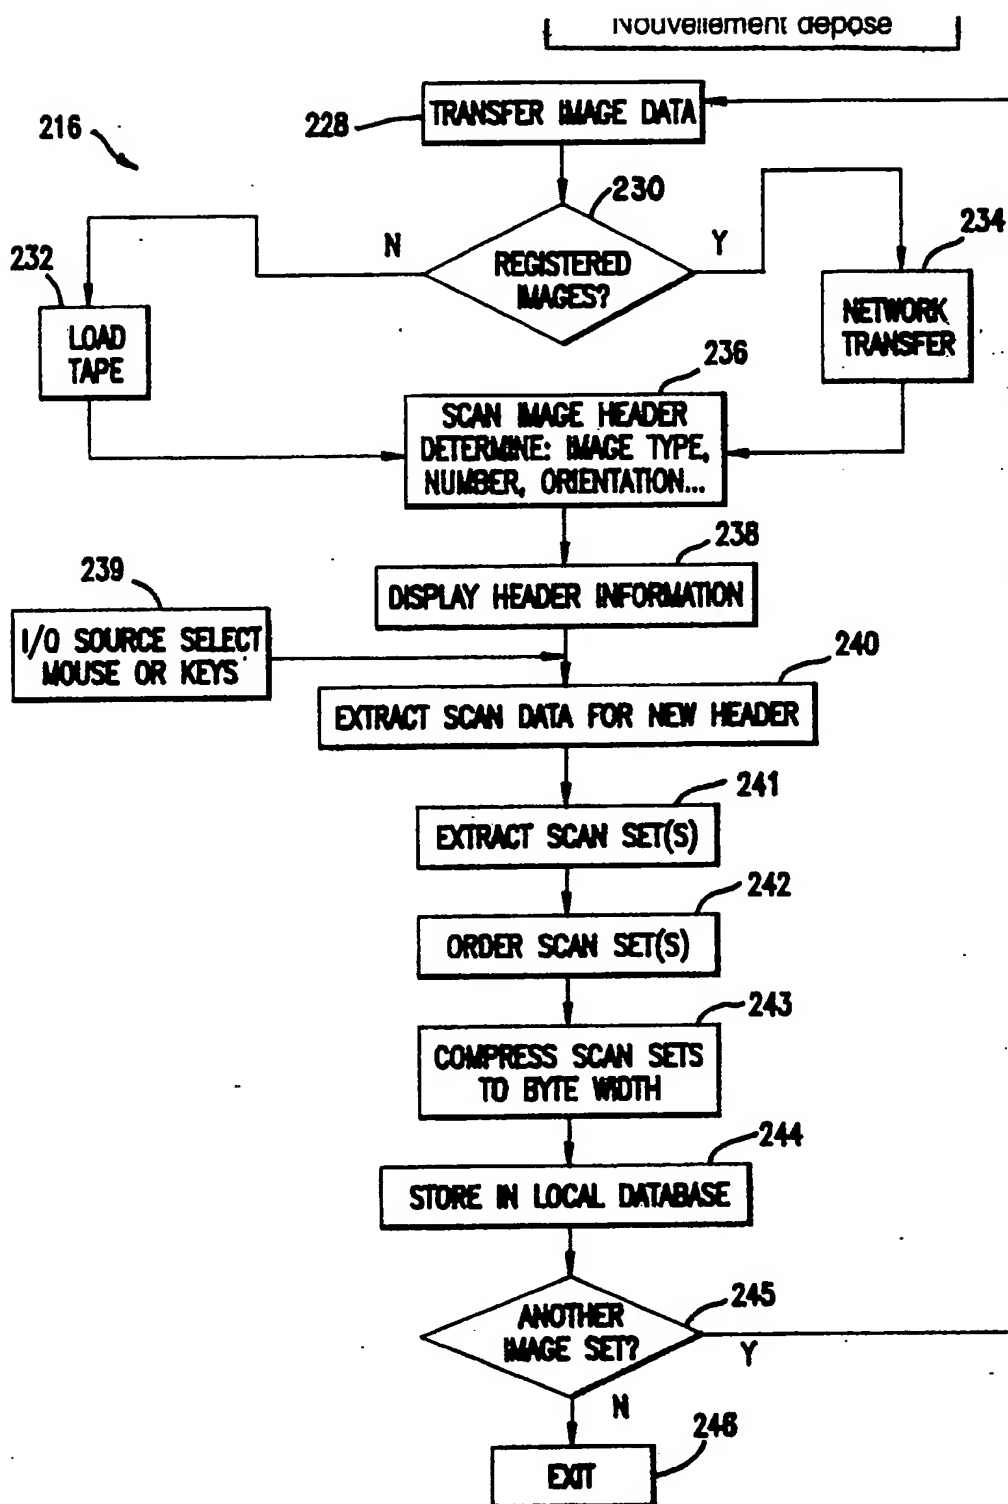 Nouvellement déposé
216
228
TRANSFER IMAGE DATA
230
N
REGISTERED
IMAGES?
Y
232
LOAD
TAPE
234
NETWORK
TRANSFER
236
SCAN IMAGE HEADER
DETERMINE: IMAGE TYPE,
NUMBER, ORIENTATION...
238
DISPLAY HEADER INFORMATION
239
I/O SOURCE SELECT
MOUSE OR KEYS
240
EXTRACT SCAN DATA FOR NEW HEADER
241
EXTRACT SCAN SET(S)
242
ORDER SCAN SET(S)
243
COMPRESS SCAN SETS
TO BYTE WIDTH
244
STORE IN LOCAL DATABASE
245
ANOTHER
IMAGE SET?
Y
N
246
EXIT